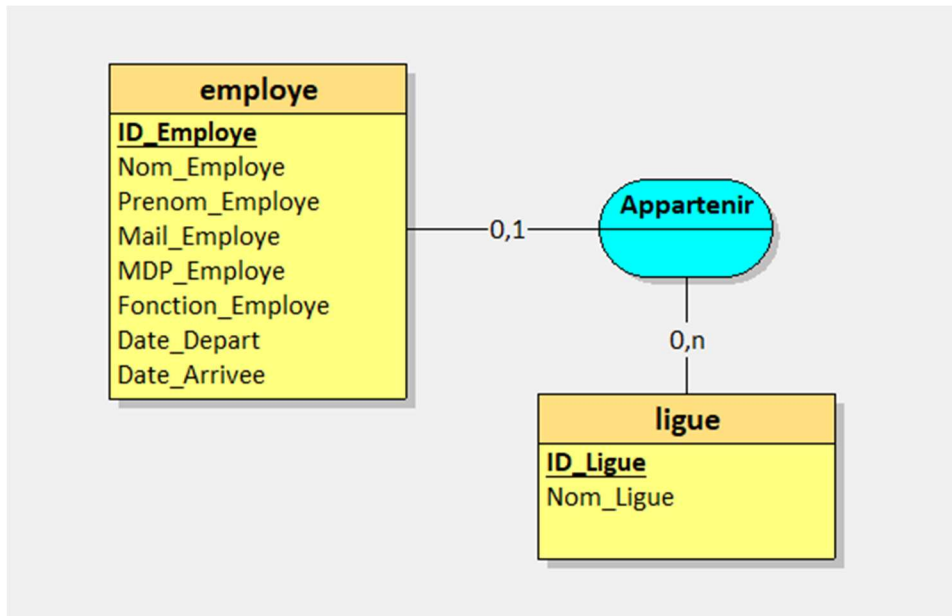 employe
ID_Employe
Nom_Employe
Prenom_Employe
Mail_Employe
MDP_Employe
Fonction_Employe
Date_Depart
Date_Arrivee
0,1
Appartenir
0,n
ligue
ID_Ligue
Nom_Ligue